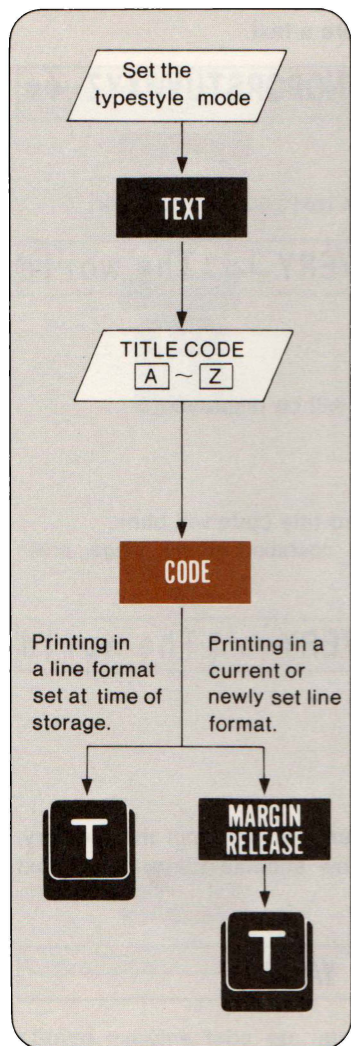 Set the
typestyle mode
TEXT
TITLE CODE
A ~ Z
CODE
Printing in
a line format
set at time of
storage.
Printing in a
current or
newly set line
format.
T
MARGIN
RELEASE
T